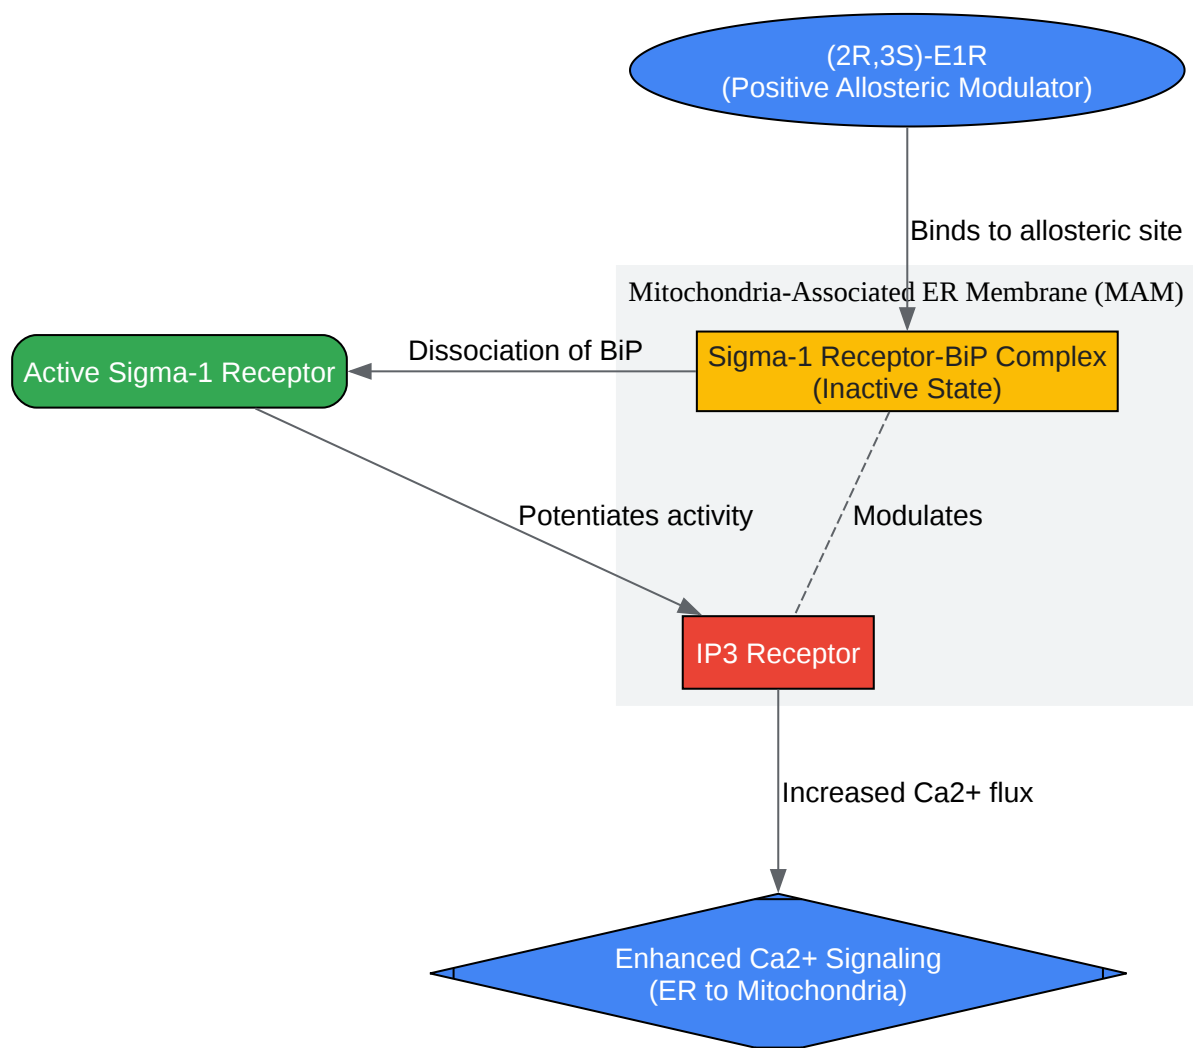 (2R,3S)-E1R
(Positive Allosteric Modulator)
Binds to allosteric site
Mitochondria-Associated ER Membrane (MAM)
Dissociation of BiP
Active Sigma-1 Receptor
Sigma-1 Receptor-BiP Complex
(Inactive State)
Potentiates activity
Modulates
IP3 Receptor
Increased Ca2+ flux
Enhanced Ca2+ Signaling
(ER to Mitochondria)